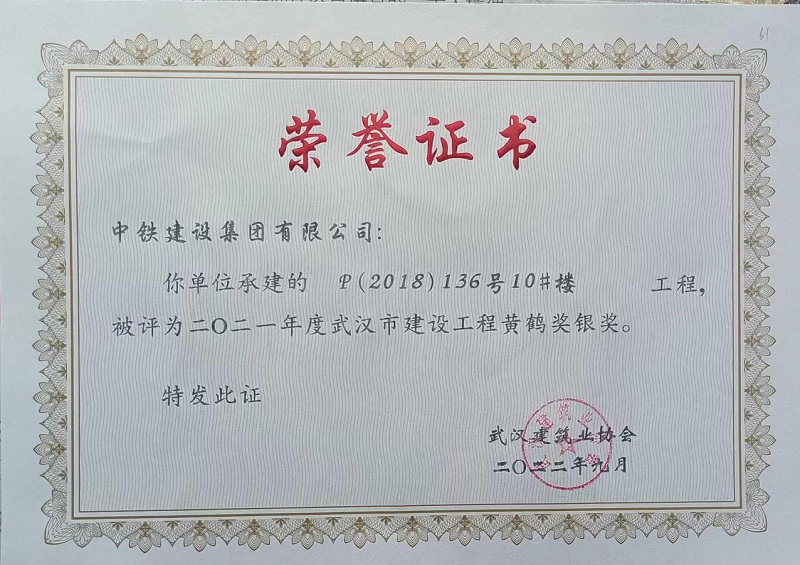 61
荣誉证书
中铁建设集团有限公司:
你单位承建的 P(2018)136号10#楼 工程,
被评为二〇二一年度武汉市建设工程黄鹤奖银奖。
特发此证
武汉建筑业协会
二〇二二年九月